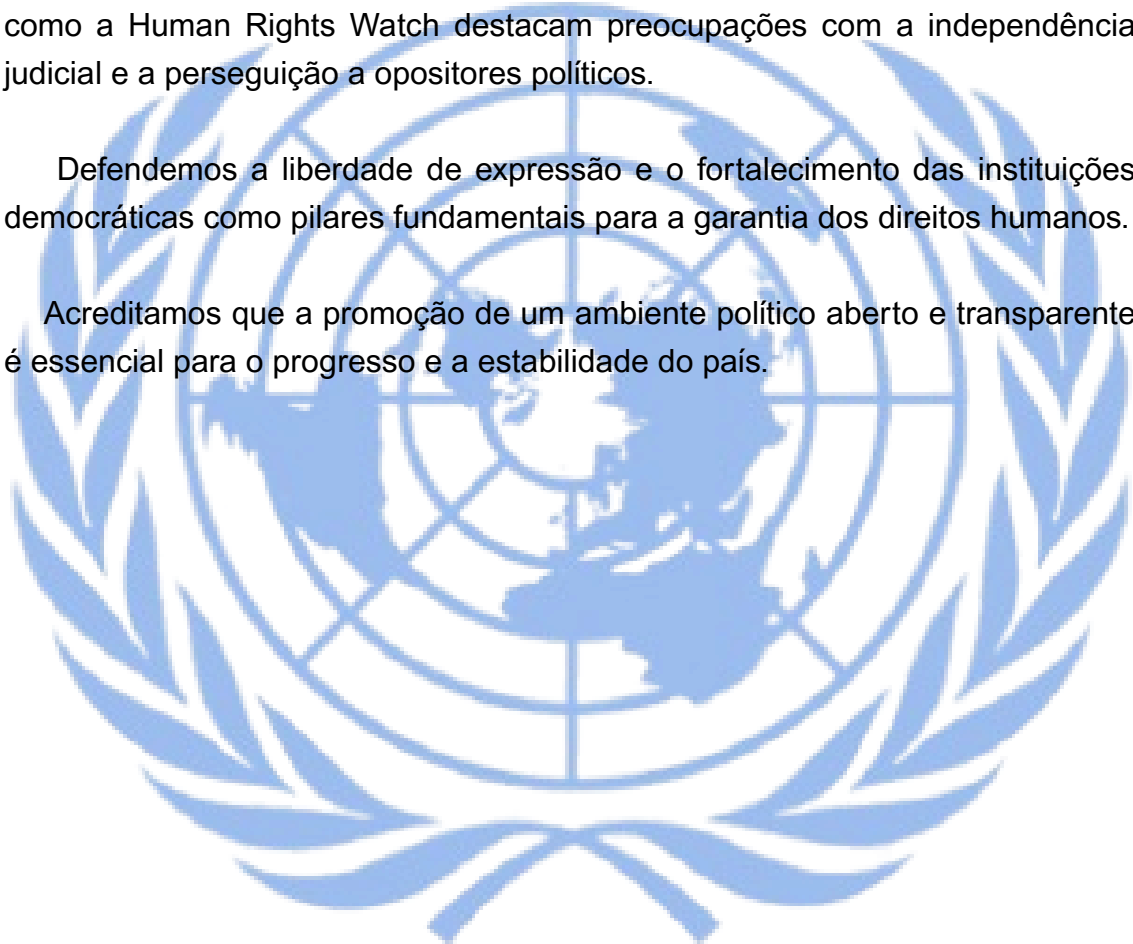 como a Human Rights Watch destacam preocupações com a independência
judicial e a perseguição a opositores políticos.
Defendemos a liberdade de expressão e o fortalecimento das instituições
democráticas como pilares fundamentais para a garantia dos direitos humanos.
Acreditamos que a promoção de um ambiente político aberto e transparente
é essencial para o progresso e a estabilidade do país.